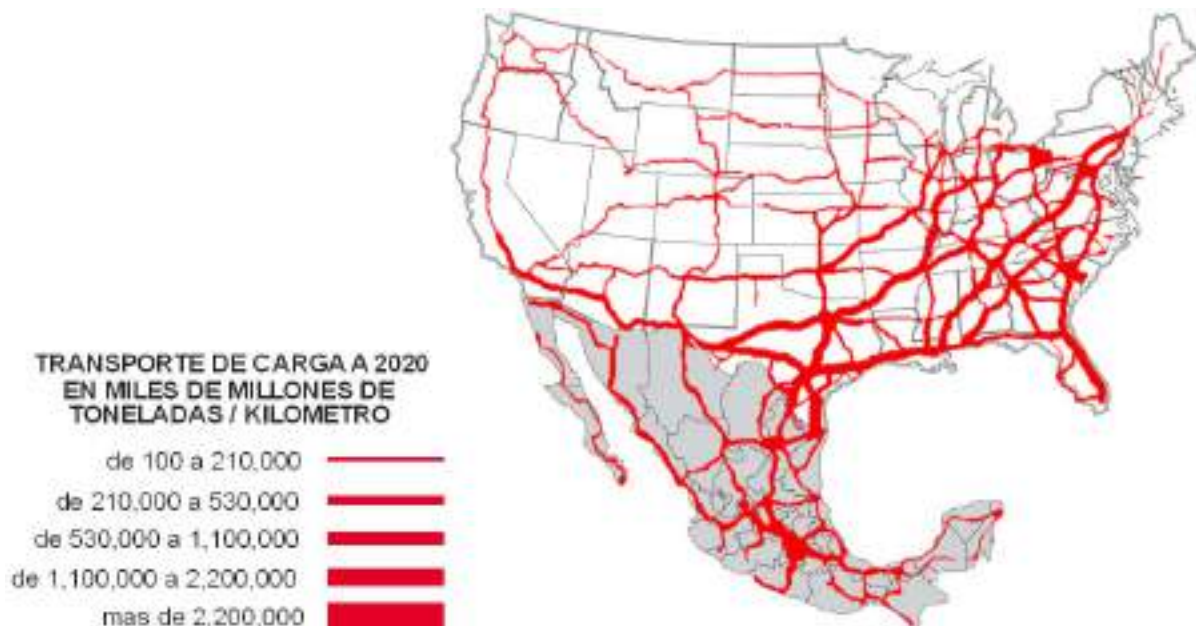 TRANSPORTE DE CARGA A 2020
EN MILES DE MILLONES DE
TONELADAS / KILOMETRO
de 100 a 210,000
de 210,000 a 530,000
de 530,000 a 1,100,000
de 1,100,000 a 2,200,000
mas de 2,200,000